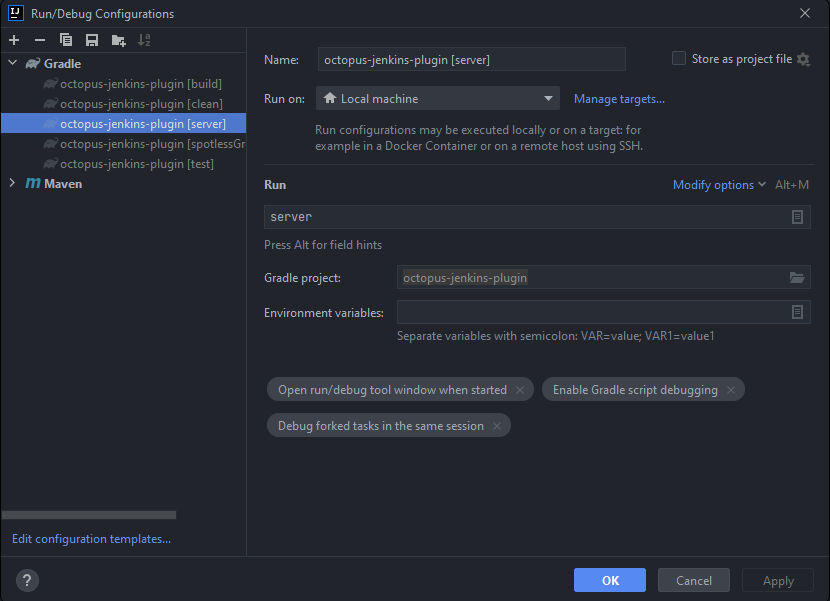 Run/Debug Configurations
Gradle
octopus-jenkins-plugin [build]
octopus-jenkins-plugin [clean]
octopus-jenkins-plugin [server]
octopus-jenkins-plugin [spotlessGr
octopus-jenkins-plugin [test]
m Maven
Edit configuration templates...
Name: octopus-jenkins-plugin [server] Store as project file
Run on: Local machine Manage targets...
Run configurations may be executed locally or on a target: for
example in a Docker Container or on a remote host using SSH.
Run Modify options Alt+M
server
Press Alt for field hints
Gradle project: octopus-jenkins-plugin
Environment variables:
Separate variables with semicolon: VAR=value; VAR1=value1
Open run/debug tool window when started × Enable Gradle script debugging ×
Debug forked tasks in the same session ×
? OK Cancel Apply